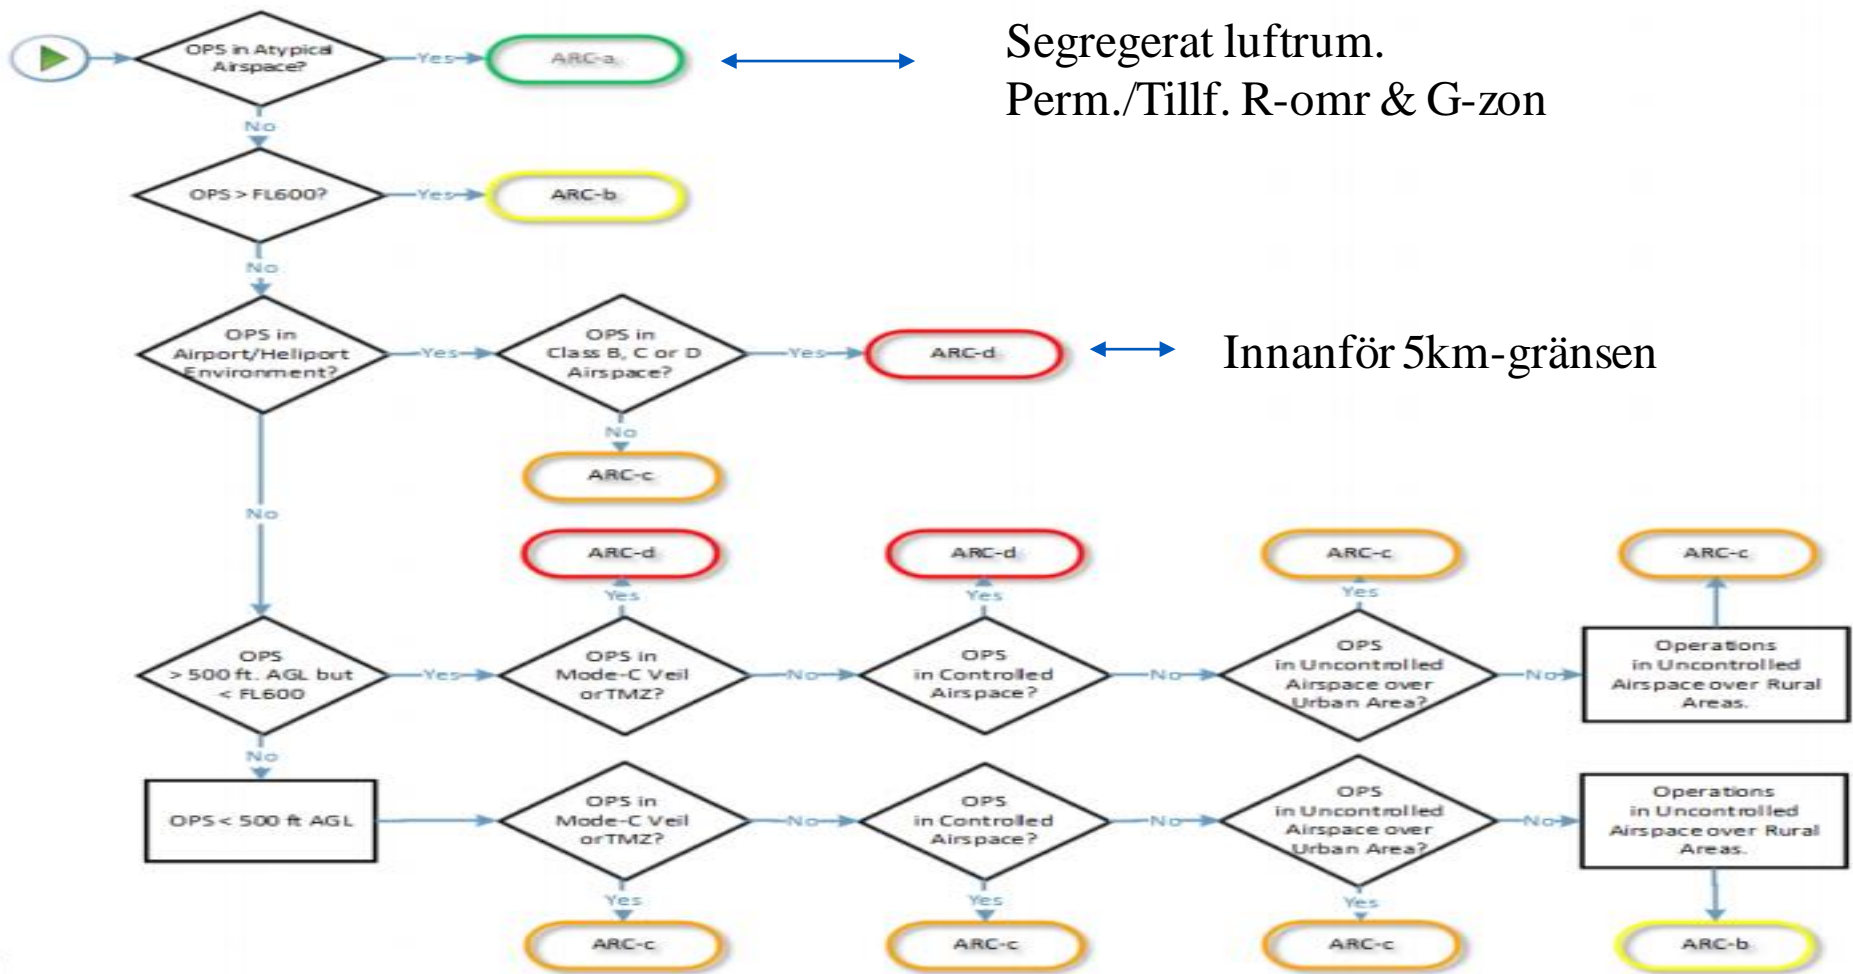 OPS in Atypical
Airspace?
Yes
ARC-a
Segregerat luftrum.
Perm./Tillf. R-omr & G-zon
No
OPS > FL600?
Yes
ARC-b
No
OPS in
Airport/Heliport
Environment?
Yes
OPS in
Class B, C or D
Airspace?
Yes
ARC-d
Innanför 5km-gränsen
No
ARC-c
No
ARC-d
ARC-d
ARC-c
ARC-c
Yes
Yes
Yes
OPS
> 500 ft. AGL but
< FL600
Yes
OPS in
Mode-C Veil
or TMZ?
No
OPS
in Controlled
Airspace?
No
OPS
in Uncontrolled
Airspace over
Urban Area?
No
Operations
in Uncontrolled
Airspace over Rural
Areas.
No
OPS < 500 ft AGL
OPS in
Mode-C Veil
or TMZ?
No
OPS
in Controlled
Airspace?
No
OPS
in Uncontrolled
Airspace over
Urban Area?
No
Operations
in Uncontrolled
Airspace over Rural
Areas.
Yes
Yes
Yes
ARC-c
ARC-c
ARC-c
ARC-b